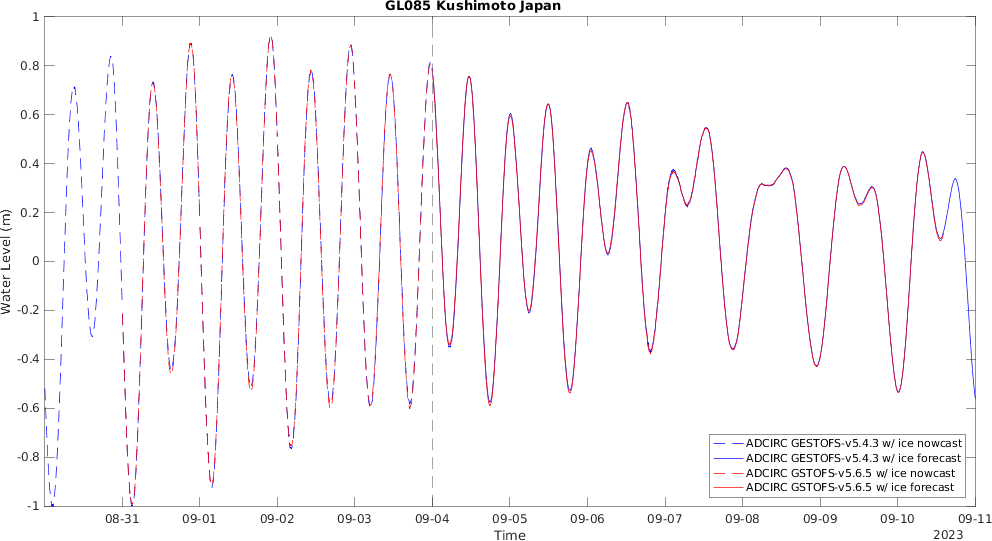 GL085 Kushimoto Japan
1
0.8
0.6
0.4
0.2
0
-0.2
-0.4
-0.6
-0.8
-1
Water Level (m)
ADCIRC GESTOFS-v5.4.3 w/ ice nowcast
ADCIRC GESTOFS-v5.4.3 w/ ice forecast
ADCIRC GSTOFS-v5.6.5 w/ ice nowcast
ADCIRC GSTOFS-v5.6.5 w/ ice forecast
08-31 09-01 09-02 09-03 09-04 09-05 09-06 09-07 09-08 09-09 09-10 09-11
Time
2023